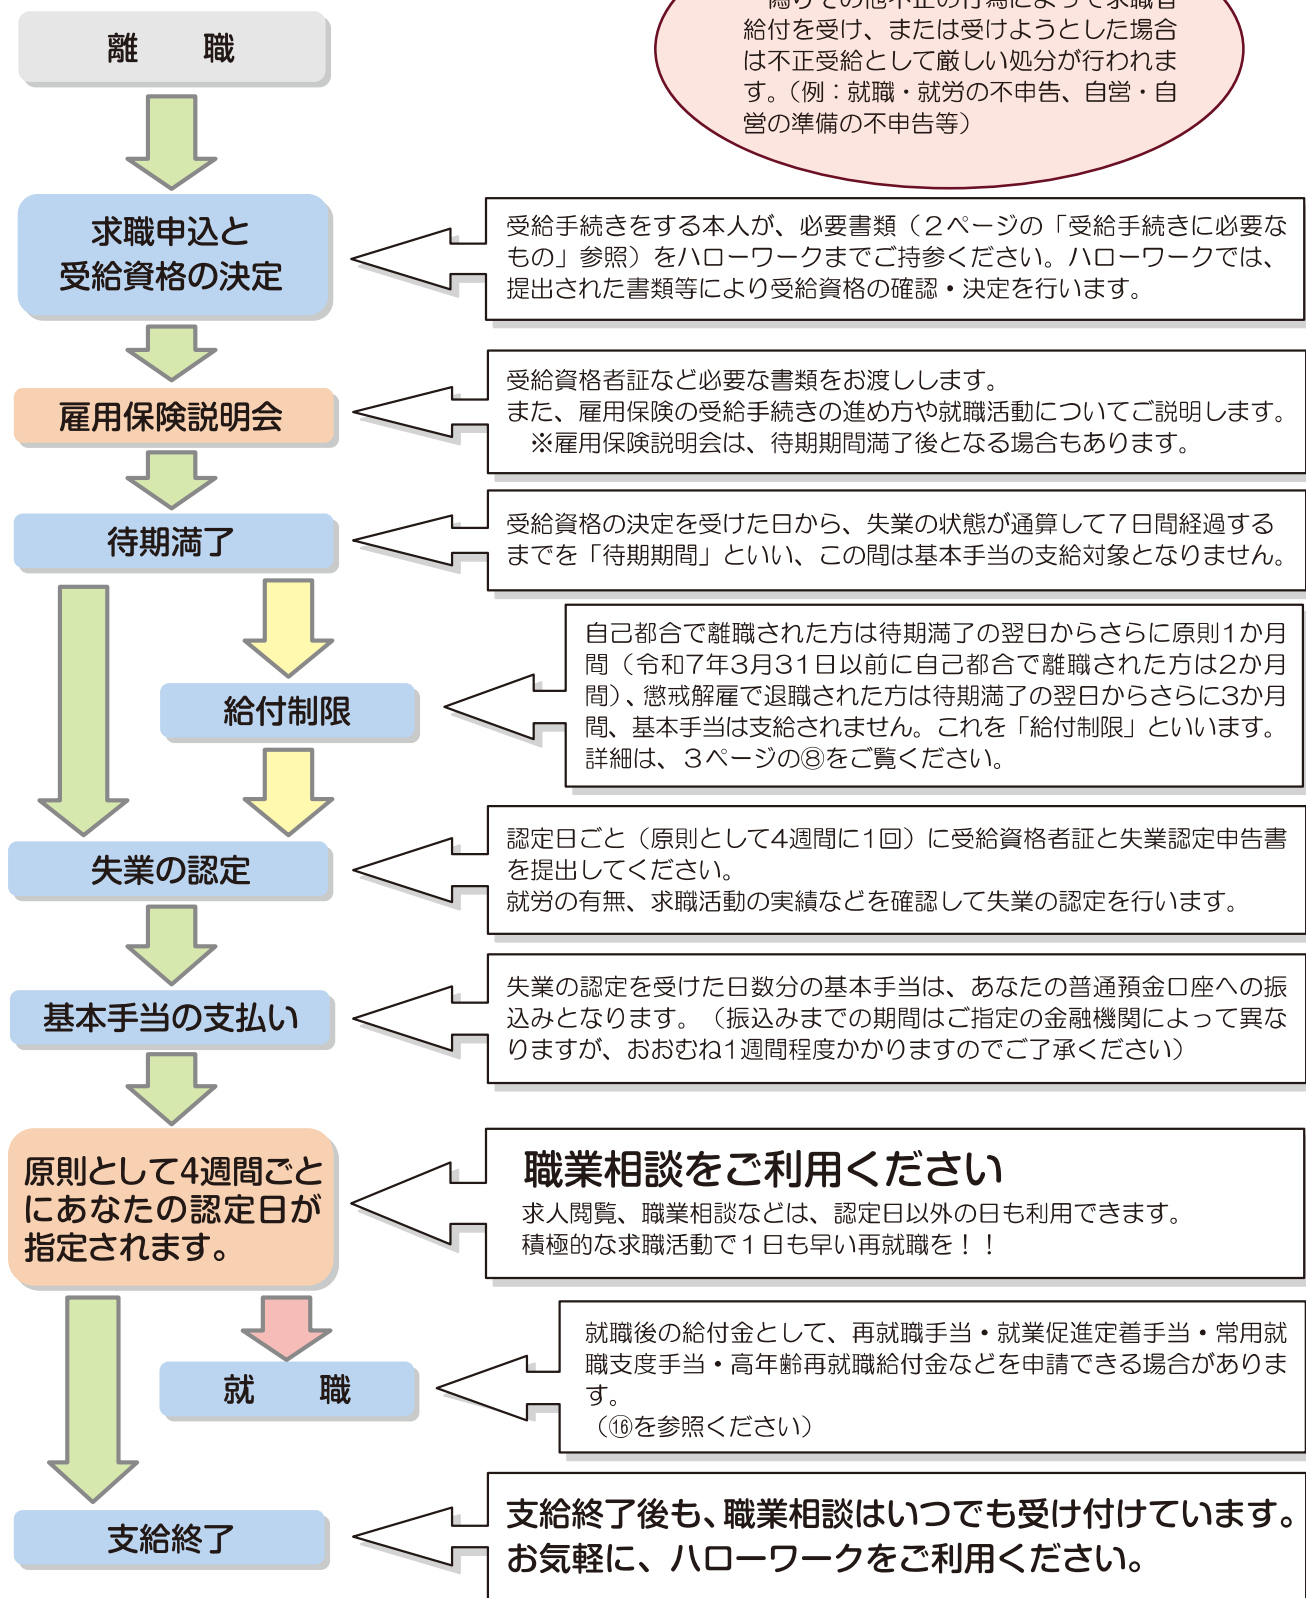 偽りその他不正の行為によって求職者
給付を受け、または受けようとした場合
は不正受給として厳しい処分が行われま
す。（例：就職・就労の不申告、自営・自
営の準備の不申告等）
離　職
求職申込と
受給資格の決定
受給手続きをする本人が、必要書類（２ページの「受給手続きに必要な
もの」参照）をハローワークまでご持参ください。ハローワークでは、
提出された書類等により受給資格の確認・決定を行います。
雇用保険説明会
受給資格者証など必要な書類をお渡しします。
また、雇用保険の受給手続きの進め方や就職活動についてご説明します。
※雇用保険説明会は、待期期間満了後となる場合もあります。
待期満了
受給資格の決定を受けた日から、失業の状態が通算して７日間経過する
までを「待期期間」といい、この間は基本手当の支給対象となりません。
給付制限
自己都合で離職された方は待期満了の翌日からさらに原則1か月
間（令和7年3月31日以前に自己都合で離職された方は2か月
間）、懲戒解雇で退職された方は待期満了の翌日からさらに3か月
間、基本手当は支給されません。これを「給付制限」といいます。
詳細は、３ページの⑧をご覧ください。
失業の認定
認定日ごと（原則として4週間に1回）に受給資格者証と失業認定申告書
を提出してください。
就労の有無、求職活動の実績などを確認して失業の認定を行います。
基本手当の支払い
失業の認定を受けた日数分の基本手当は、あなたの普通預金口座への振
込みとなります。（振込みまでの期間はご指定の金融機関によって異な
りますが、おおむね1週間程度かかりますのでご了承ください）
原則として4週間ごと
にあなたの認定日が
指定されます。
職業相談をご利用ください
求人閲覧、職業相談などは、認定日以外の日も利用できます。
積極的な求職活動で１日も早い再就職を！！
就　職
就職後の給付金として、再就職手当・就業促進定着手当・常用就
職支度手当・高年齢再就職給付金などを申請できる場合がありま
す。
（⑯を参照ください）
支給終了
支給終了後も、職業相談はいつでも受け付けています。
お気軽に、ハローワークをご利用ください。